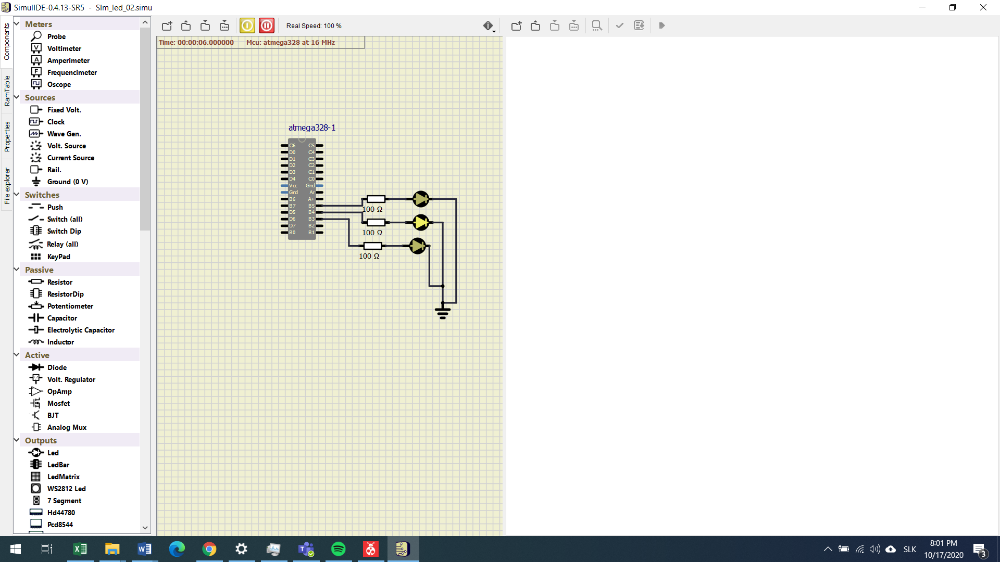 SimulIDE-0.4.13-SR5 - SIm_led_02.simu
Components
RamTable
Properties
File explorer
Meters
Probe
Voltimeter
Amperimeter
Frequencimeter
Oscope
Sources
Fixed Volt.
Clock
Wave Gen.
Volt. Source
Current Source
Rail.
Ground (0 V)
Switches
Push
Switch (all)
Switch Dip
Relay (all)
KeyPad
Passive
Resistor
ResistorDip
Potentiometer
Capacitor
Electrolytic Capacitor
Inductor
Active
Diode
Volt. Regulator
OpAmp
Mosfet
BJT
Analog Mux
Outputs
Led
LedBar
LedMatrix
WS2812 Led
7 Segment
Hd44780
Pcd8544
Real Speed: 100 %
Time: 00:00:06.000000 Mcu: atmega328 at 16 MHz
atmega328-1
C6 C5
D0 C4
D1 C3
D2 C2
D3 C1
D4 C0
Vcc Gnd
Gnd Ar
B6 A+
B7 B5
D5 B4
D6 B3
D7 B2
B0 B1
100 Ω
100 Ω
100 Ω
SLK
8:01 PM
10/17/2020
3